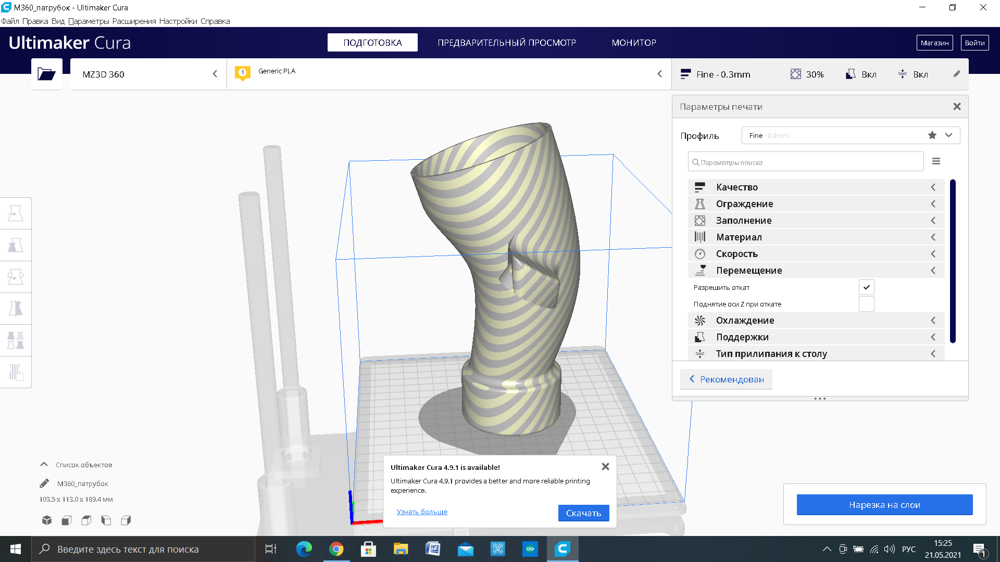 М360_патрубок - Ultimaker Cura
Файл Правка Вид Параметры Расширения Настройки Справка
Ultimaker Cura
ПОДГОТОВКА
ПРЕДВАРИТЕЛЬНЫЙ ПРОСМОТР
МОНИТОР
Магазин
Войти
MZ3D 360
1
Generic PLA
Fine - 0.3mm
30%
Вкл
Вкл
Параметры печати
Профиль
Fine - 0.1mm
Параметры поиска
Качество
Ограждение
Заполнение
Материал
Скорость
Перемещение
Разрешить откат
Поднятие оси Z при откате
Охлаждение
Поддержки
Тип прилипания к столу
Рекомендован
Список объектов
М360_патрубок
103.5 x 113.0 x 189.4 мм
Ultimaker Cura 4.9.1 is available!
Ultimaker Cura 4.9.1 provides a better and more reliable printing
experience.
Узнать больше
Скачать
Нарезка на слои
Введите здесь текст для поиска
РУС
15:25
21.05.2021
1